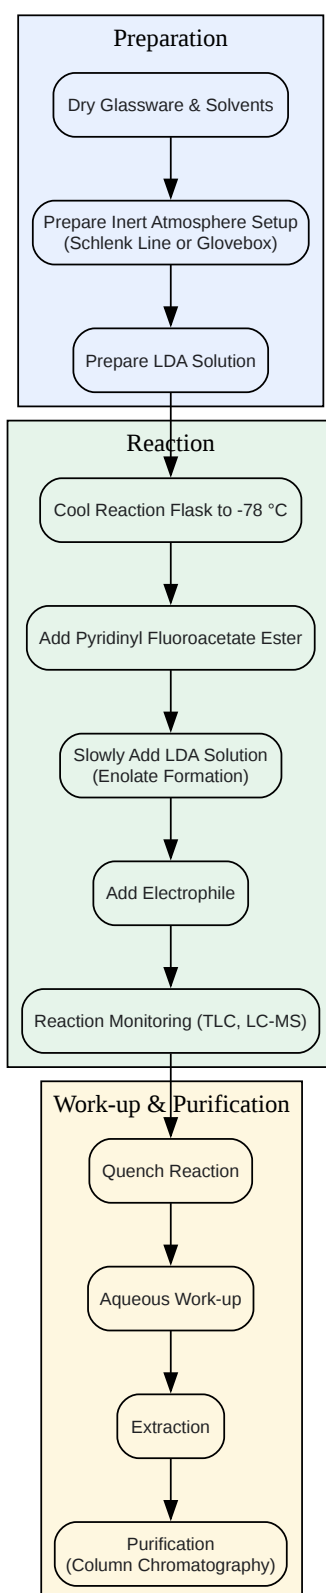 Preparation
Dry Glassware & Solvents
Prepare Inert Atmosphere Setup
(Schlenk Line or Glovebox)
Prepare LDA Solution
Reaction
Cool Reaction Flask to -78 °C
Add Pyridinyl Fluoroacetate Ester
Slowly Add LDA Solution
(Enolate Formation)
Add Electrophile
Reaction Monitoring (TLC, LC-MS)
Work-up & Purification
Quench Reaction
Aqueous Work-up
Extraction
Purification
(Column Chromatography)